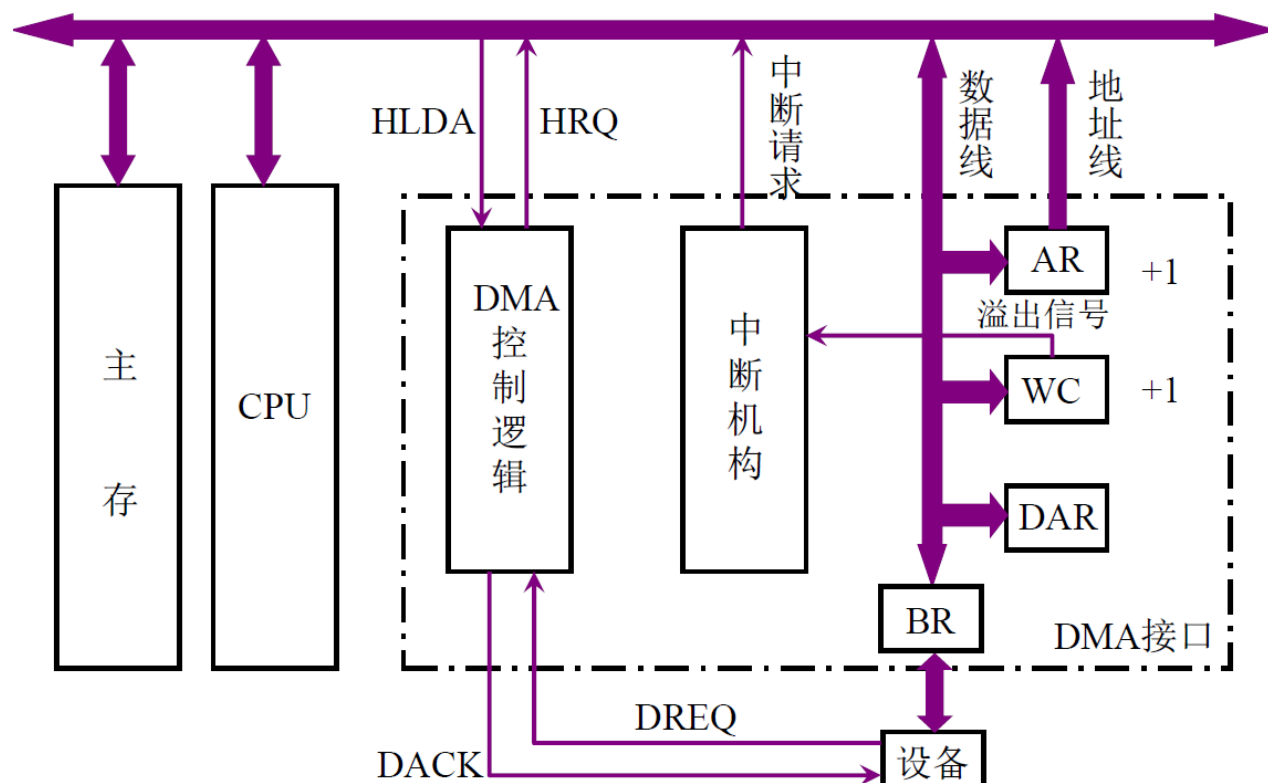 HLDA
HRQ
中断请求
数据线
地址线
主存
CPU
DMA
控制逻辑
中断机构
AR
+1
溢出信号
WC
+1
DAR
BR
DMA接口
DREQ
DACK
设备